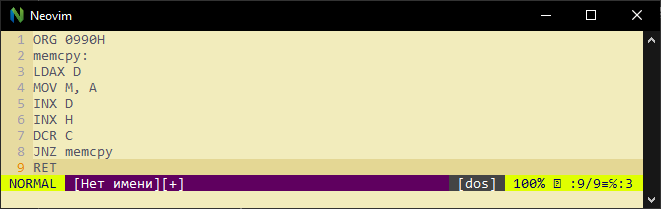 Neovim
1 ORG 0990H
2 memcpy:
3 LDAX D
4 MOV M, A
5 INX D
6 INX H
7 DCR C
8 JNZ memcpy
9 RET
NORMAL [Нет имени][+] [dos] 100% :9/9≡℅:3